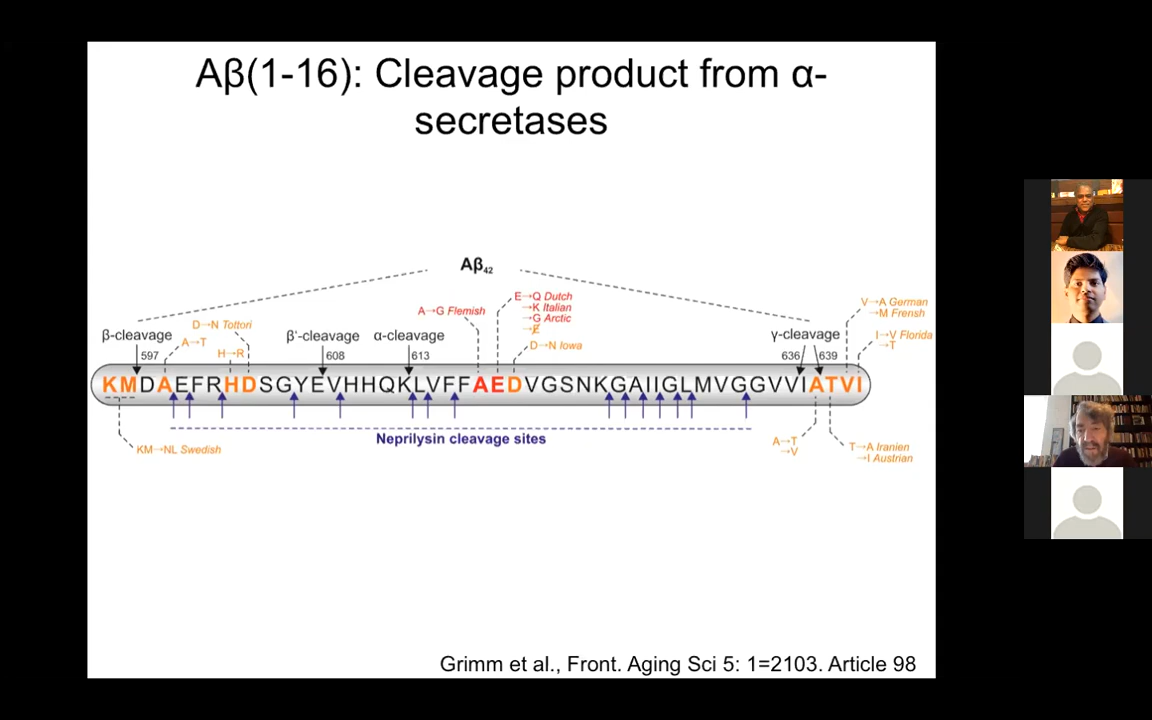 Aβ(1-16): Cleavage product from α-
secretases
Aβ42
V→A German
→M Frensh
E→Q Dutch
→K Italian
→G Arctic
→E̸
A→G Flemish
D→N Tottori
A→T
H→R
β-cleavage
β'-cleavage
α-cleavage
γ-cleavage
I→V Florida
→T
D→N Iowa
597
608
613
636
639
KMDAEFRHDSGYEVHHQKLVFFAEDVGSNKGAIIGLMVGGVVIATVI
Neprilysin cleavage sites
KM→NL Swedish
A→T
→V
T→A Iranien
→I Austrian
Grimm et al., Front. Aging Sci 5: 1=2103. Article 98